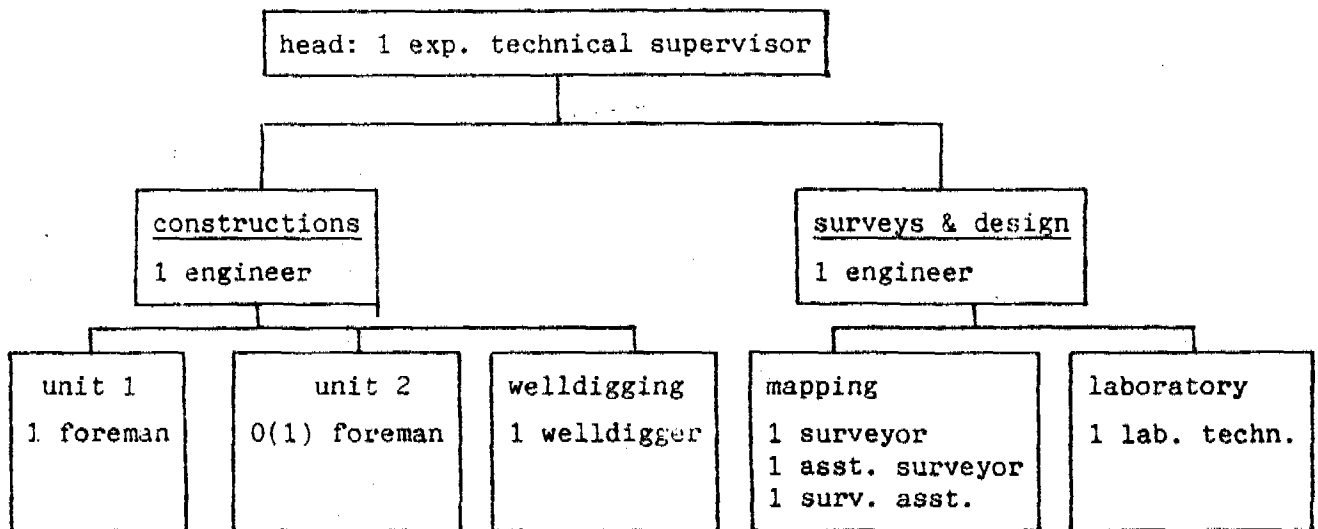 head: 1 exp. technical supervisor
constructions
1 engineer
surveys & design
1 engineer
unit 1
1 foreman
unit 2
0(1) foreman
welldigging
1 welldigger
mapping
1 surveyor
1 asst. surveyor
1 surv. asst.
laboratory
1 lab. techn.